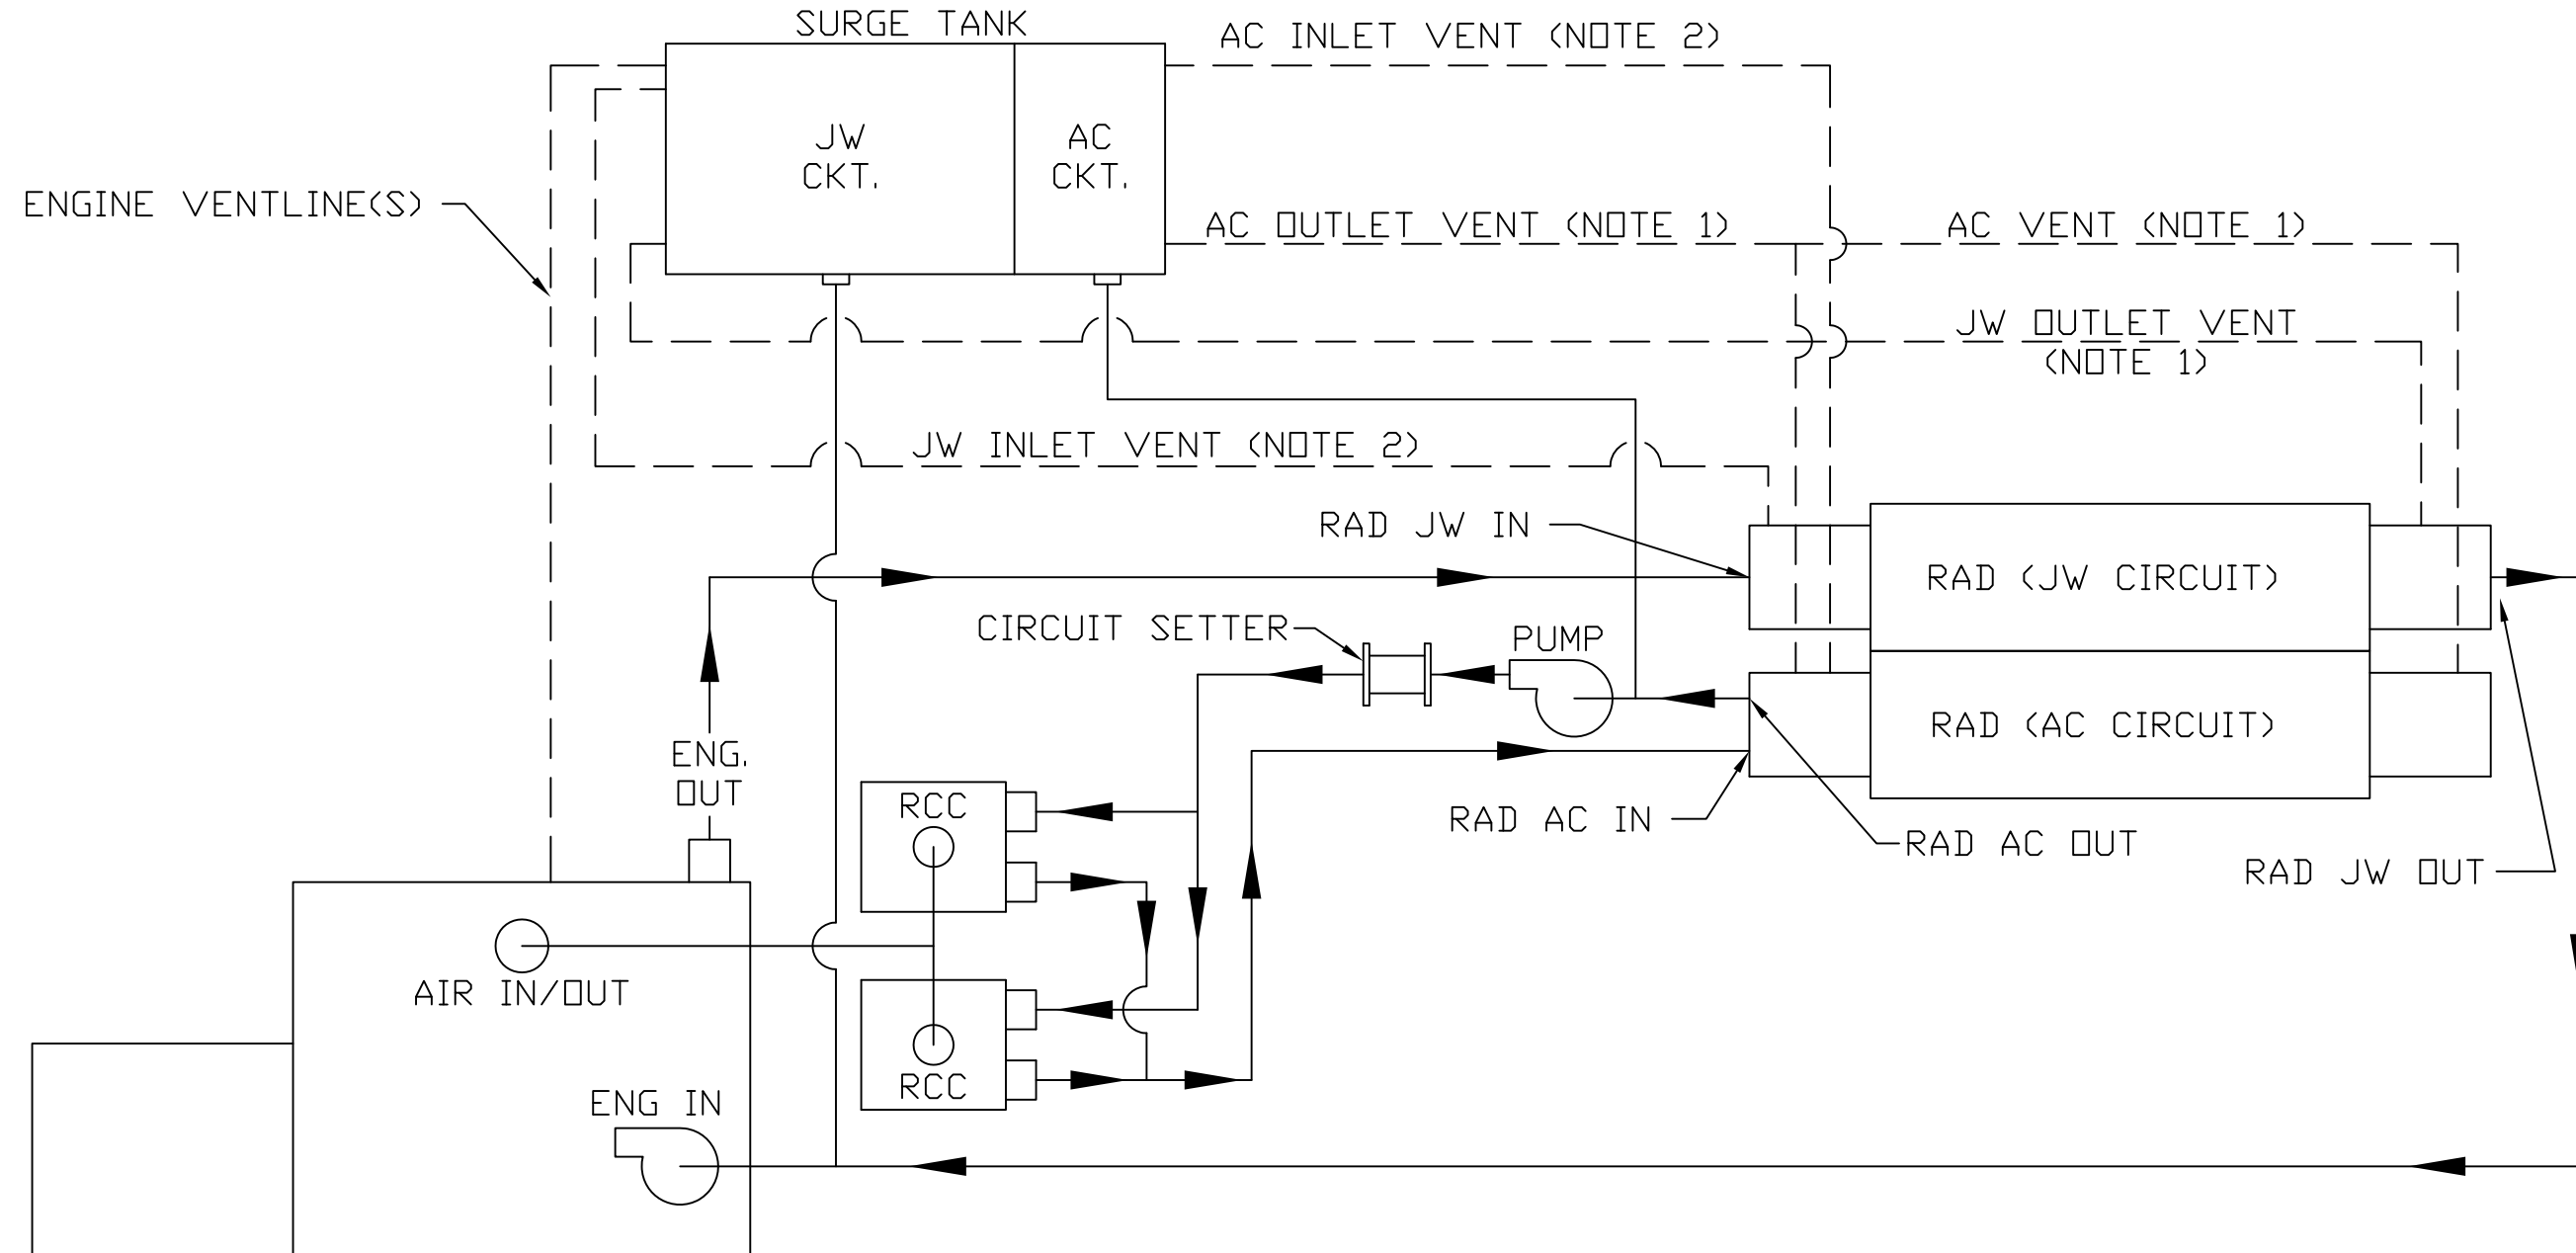 SURGE TANK
AC INLET VENT (NOTE 2)
JW
CKT.
AC
CKT.
ENGINE VENTLINE(S)
AC OUTLET VENT (NOTE 1)
AC VENT (NOTE 1)
JW OUTLET VENT
(NOTE 1)
JW INLET VENT (NOTE 2)
RAD JW IN
RAD (JW CIRCUIT)
CIRCUIT SETTER
PUMP
RAD (AC CIRCUIT)
ENG.
OUT
RCC
RAD AC IN
RAD AC OUT
RAD JW OUT
AIR IN/OUT
RCC
ENG IN